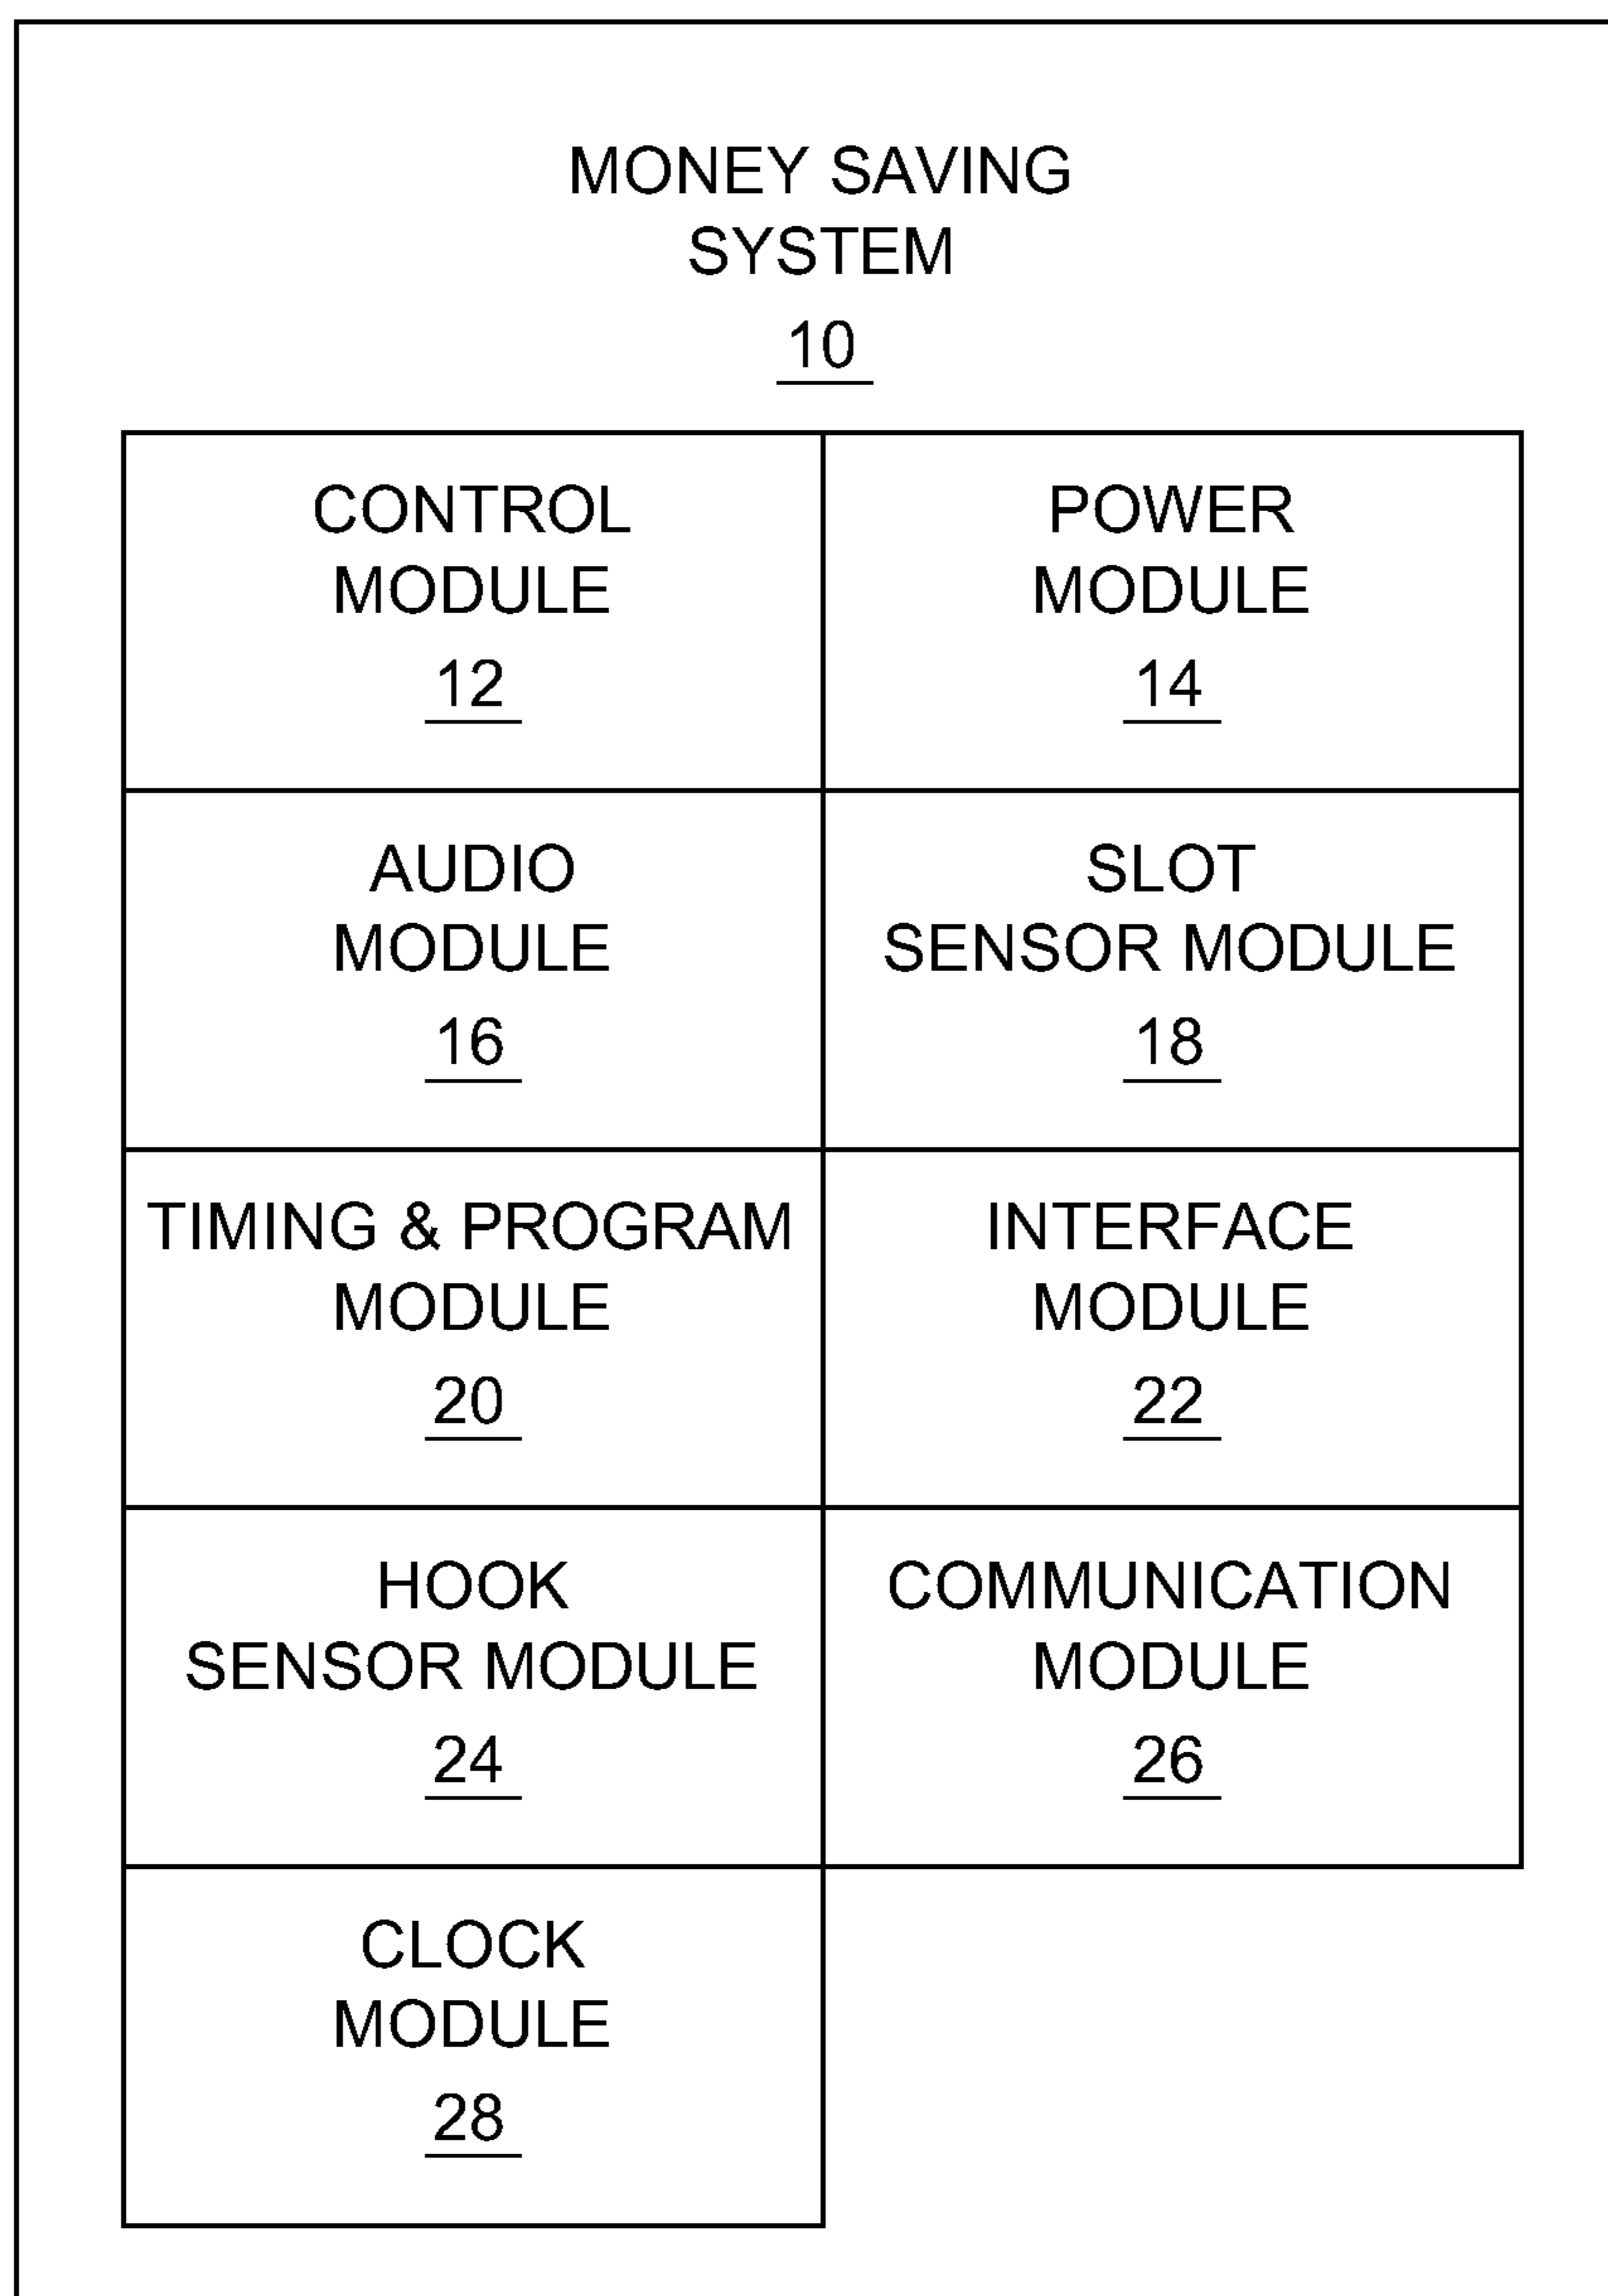 MONEY SAVING
SYSTEM
10
CONTROL
MODULE
12
POWER
MODULE
14
AUDIO
MODULE
16
SLOT
SENSOR MODULE
18
TIMING & PROGRAM
MODULE
20
INTERFACE
MODULE
22
HOOK
SENSOR MODULE
24
COMMUNICATION
MODULE
26
CLOCK
MODULE
28